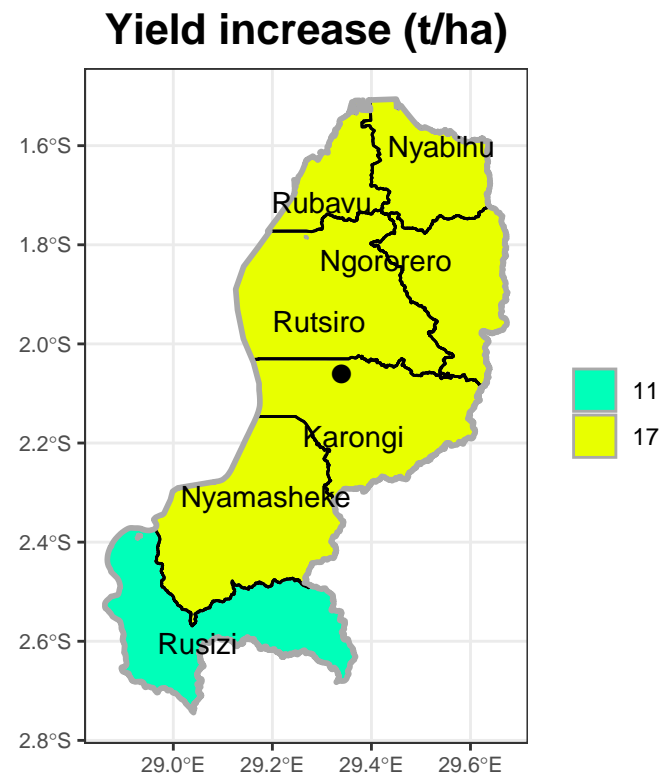 Yield increase (t/ha)
1.6°S
1.8°S
2.0°S
2.2°S
2.4°S
2.6°S
2.8°S
Nyabihu
Rubavu
Ngororero
Rutsiro
Karongi
Nyamasheke
Rusizi
29.0°E 29.2°E 29.4°E 29.6°E
11
17